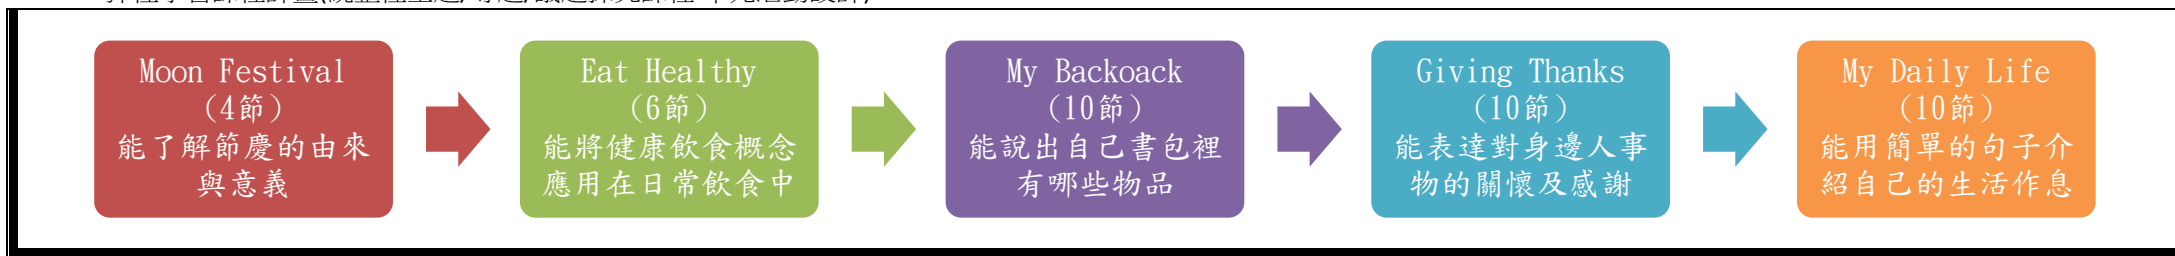 Moon Festival
（4節）
能了解節慶的由來
與意義
Eat Healthy
（6節）
能將健康飲食概念
應用在日常飲食中
My Backoack
（10節）
能說出自己書包裡
有哪些物品
Giving Thanks
（10節）
能表達對身邊人事
物的關懷及感謝
My Daily Life
（10節）
能用簡單的句子介
紹自己的生活作息